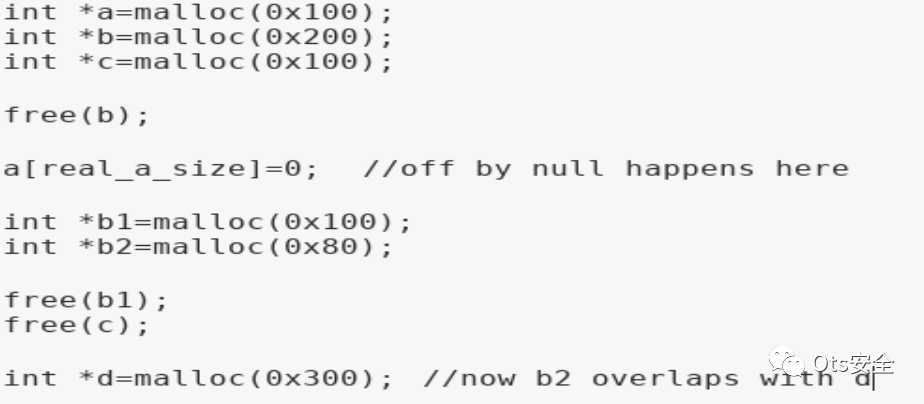 int *a=malloc(0x100);
int *b=malloc(0x200);
int *c=malloc(0x100);
free(b);
a[real_a_size]=0;   //off by null happens here
int *b1=malloc(0x100);
int *b2=malloc(0x80);
free(b1);
free(c);
int *d=malloc(0x300);  //now b2 overlaps with d
Ots安全